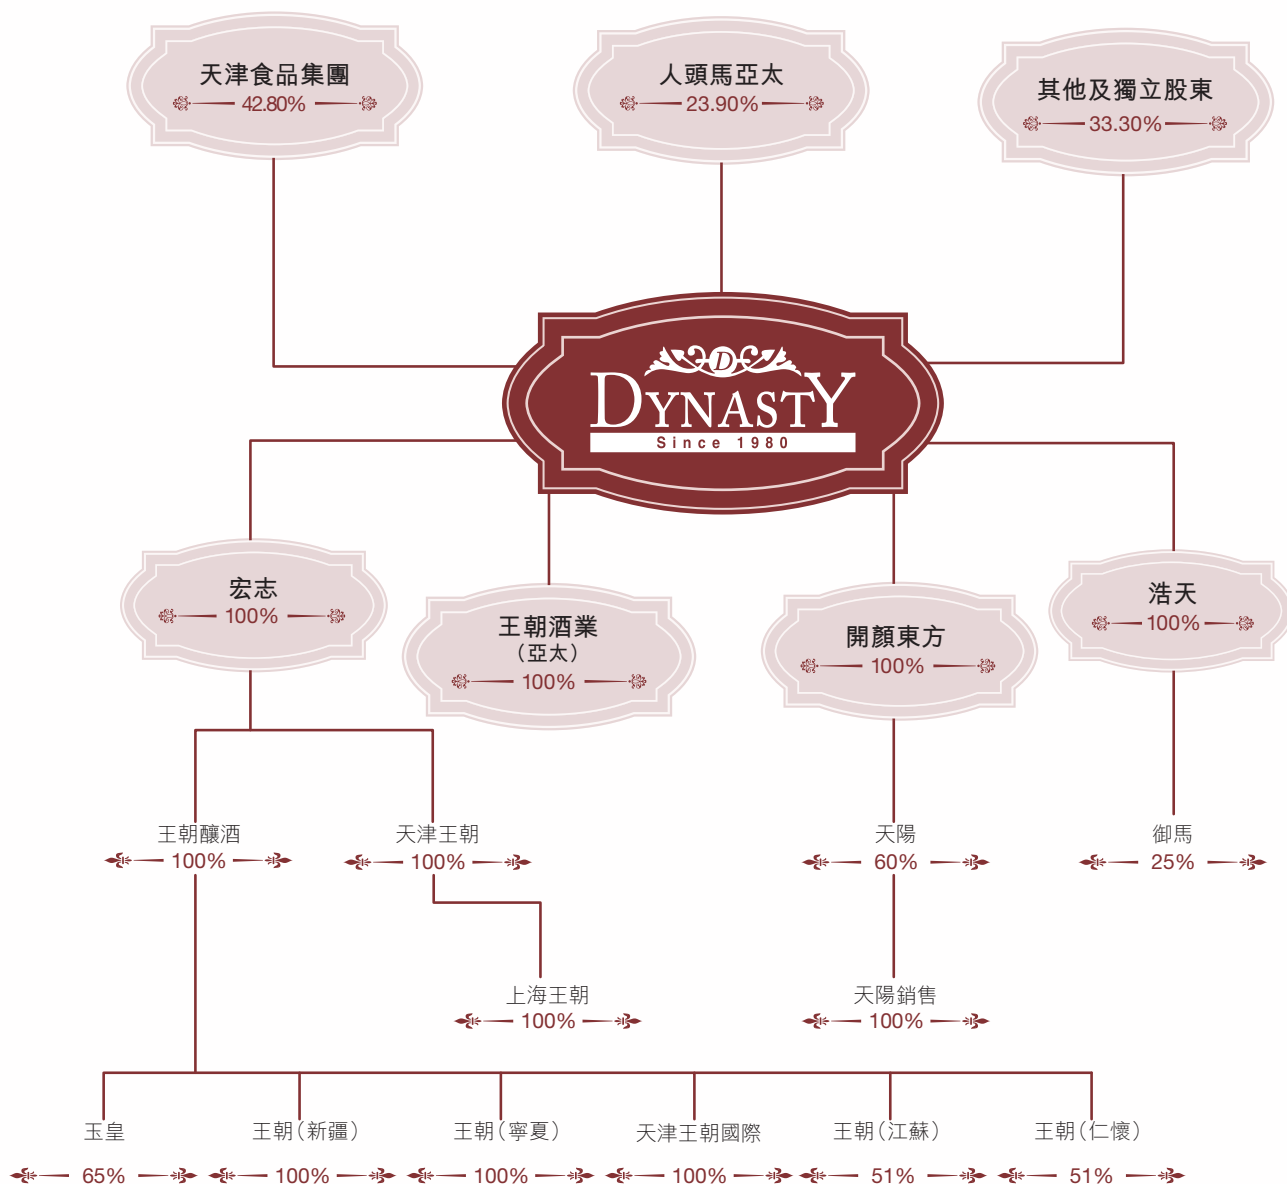 天津食品集團
42.80%
人頭馬亞太
23.90%
其他及獨立股東
33.30%
D
DYNASTY
Since 1980
宏志
100%
王朝酒業
(亞太)
100%
開顏東方
100%
浩天
100%
王朝釀酒
100%
天津王朝
100%
天陽
60%
御馬
25%
上海王朝
100%
天陽銷售
100%
玉皇
65%
王朝(新疆)
100%
王朝(寧夏)
100%
天津王朝國際
100%
王朝(江蘇)
51%
王朝(仁懷)
51%